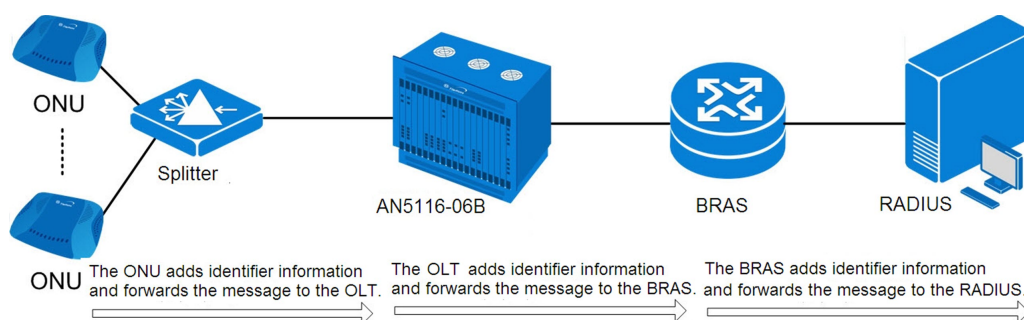 ONU
Splitter
ONU
AN5116-06B
BRAS
RADIUS
The ONU adds identifier information
and forwards the message to the OLT.
The OLT adds identifier information
and forwards the message to the BRAS.
The BRAS adds identifier information
and forwards the message to the RADIUS.